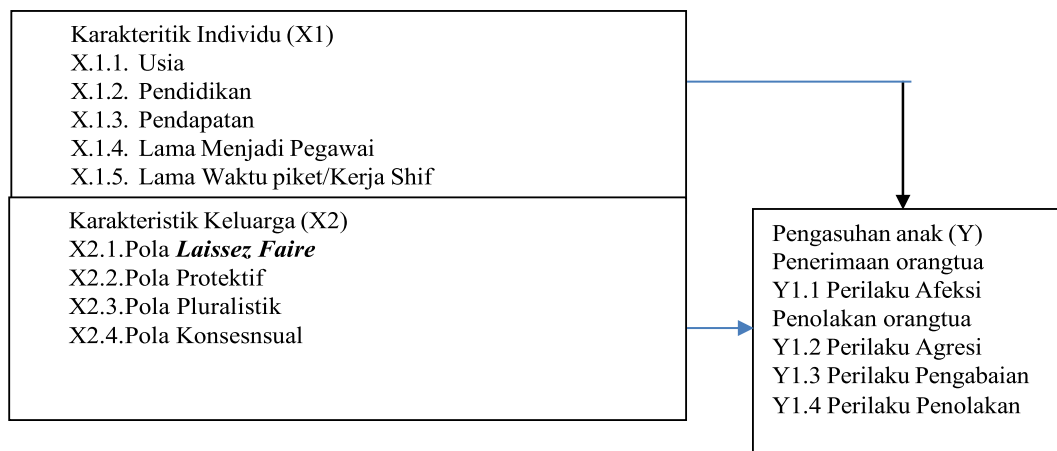 Karakteritik Individu (X1)
X.1.1. Usia
X.1.2. Pendidikan
X.1.3. Pendapatan
X.1.4. Lama Menjadi Pegawai
X.1.5. Lama Waktu piket/Kerja Shif
Karakteristik Keluarga (X2)
X2.1.Pola Laissez Faire
X2.2.Pola Protektif
X2.3.Pola Pluralistik
X2.4.Pola Konsesnsual
Pengasuhan anak (Y)
Penerimaan orangtua
Y1.1 Perilaku Afeksi
Penolakan orangtua
Y1.2 Perilaku Agresi
Y1.3 Perilaku Pengabaian
Y1.4 Perilaku Penolakan